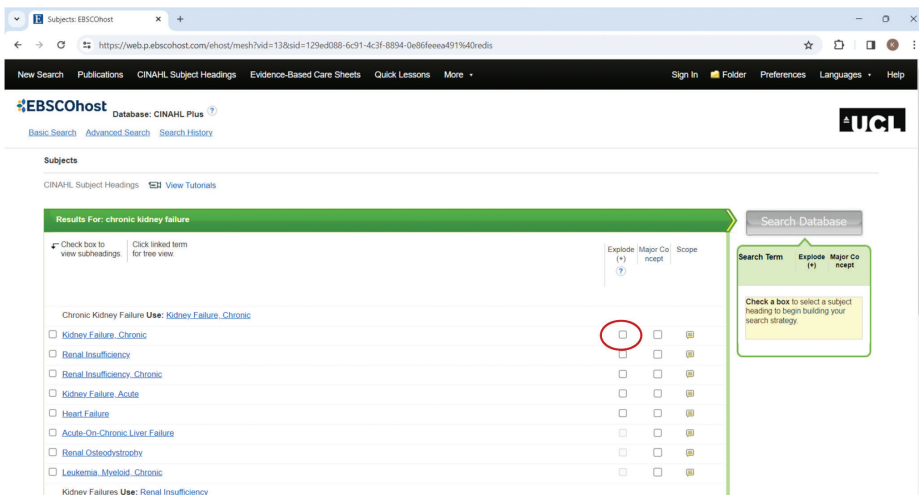 Subjects: EBSCOhost
https://web.p.ebscohost.com/ehost/mesh?vid=13&sid=129ed088-6c91-4c3f-8894-0e86feeea491%40redis
K
New Search Publications CINAHL Subject Headings Evidence-Based Care Sheets Quick Lessons More Sign In Folder Preferences Languages Help
EBSCOhost Database: CINAHL Plus ?
UCL
Basic Search Advanced Search Search History
Subjects
CINAHL Subject Headings View Tutorials
Results For: chronic kidney failure
Search Database
Check box to view subheadings.
Click linked term for tree view.
Explode (+)
?
Major Concept
Scope
Search Term Explode (+) Major Concept
Check a box to select a subject
heading to begin building your
search strategy.
Chronic Kidney Failure Use: Kidney Failure, Chronic
Kidney Failure, Chronic
Renal Insufficiency
Renal Insufficiency, Chronic
Kidney Failure, Acute
Heart Failure
Acute-On-Chronic Liver Failure
Renal Osteodystrophy
Leukemia, Myeloid, Chronic
Kidney Failures Use: Renal Insufficiency